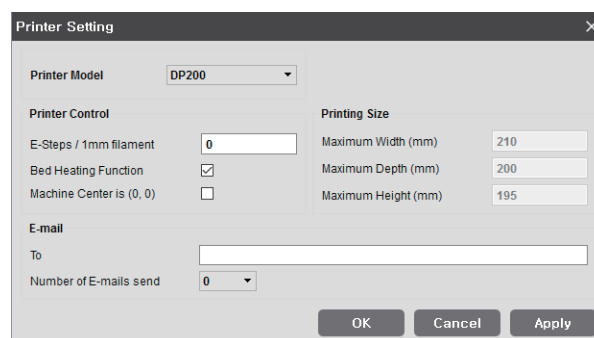 Printer Setting
Printer Model DP200
Printer Control
E-Steps / 1mm filament 0
Bed Heating Function
Machine Center is (0, 0)
Printing Size
Maximum Width (mm) 210
Maximum Depth (mm) 200
Maximum Height (mm) 195
E-mail
To
Number of E-mails send 0
OK Cancel Apply